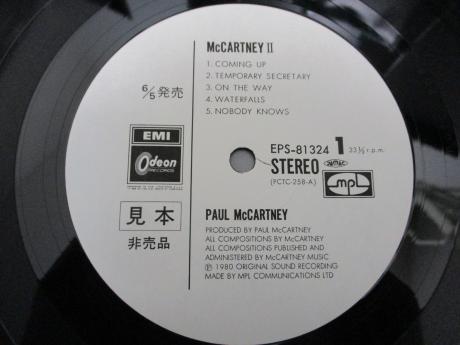 McCARTNEY II
1. COMING UP
2. TEMPORARY SECRETARY
3. ON THE WAY
4. WATERFALLS
5. NOBODY KNOWS
6/5発売
EMI
Odeon
RECORDS
EPS-81324 1 33 1/3 r.p.m.
STEREO
(PCTC-258-A)
mpl
見本
非売品
PAUL McCARTNEY
PRODUCED BY PAUL McCARTNEY
ALL COMPOSITIONS BY McCARTNEY
ALL COMPOSITIONS PUBLISHED AND
ADMINISTERED BY McCARTNEY MUSIC
Ⓟ 1980 ORIGINAL SOUND RECORDING
MADE BY MPL COMMUNICATIONS LTD